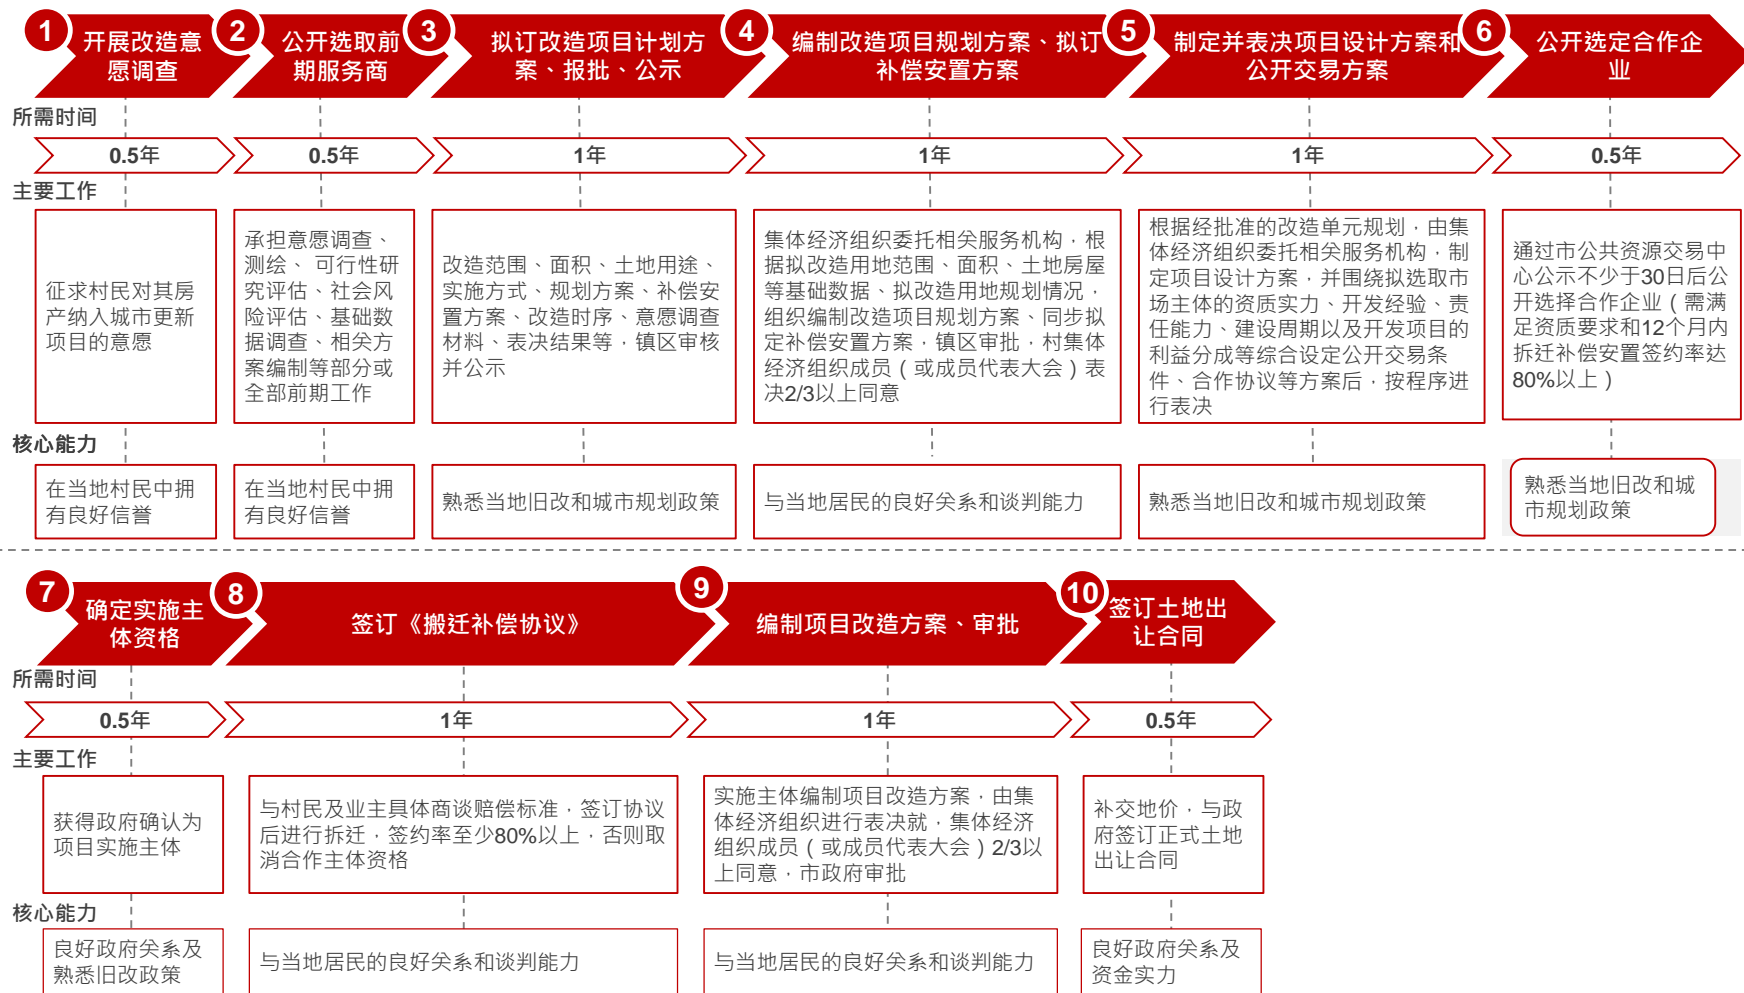 1
开展改造意
愿调查
2
公开选取前
期服务商
3
拟订改造项目计划方
案、报批、公示
4
编制改造项目规划方案、拟订
补偿安置方案
5
制定并表决项目设计方案和
公开交易方案
6
公开选定合作企
业
所需时间
0.5年
0.5年
1年
1年
1年
0.5年
主要工作
征求村民对其房
产纳入城市更新
项目的意愿
承担意愿调查、
测绘、 可行性研
究评估、社会风
险评估、基础数
据调查、相关方
案编制等部分或
全部前期工作
改造范围、面积、土地用途、
实施方式、规划方案、补偿安
置方案、改造时序、意愿调查
材料、表决结果等，镇区审核
并公示
集体经济组织委托相关服务机构，根
据拟改造用地范围、面积、土地房屋
等基础数据、拟改造用地规划情况，
组织编制改造项目规划方案、同步拟
定补偿安置方案，镇区审批，村集体
经济组织成员（或成员代表大会）表
决2/3以上同意
根据经批准的改造单元规划，由集
体经济组织委托相关服务机构，制
定项目设计方案，并围绕拟选取市
场主体的资质实力、开发经验、责
任能力、建设周期以及开发项目的
利益分成等综合设定公开交易条
件、合作协议等方案后，按程序进
行表决
通过市公共资源交易中
心公示不少于30日后公
开选择合作企业（需满
足资质要求和12个月内
拆迁补偿安置签约率达
80%以上）
核心能力
在当地村民中拥
有良好信誉
在当地村民中拥
有良好信誉
熟悉当地旧改和城市规划政策
与当地居民的良好关系和谈判能力
熟悉当地旧改和城市规划政策
熟悉当地旧改和城
市规划政策
7
确定实施主
体资格
8
签订《搬迁补偿协议》
9
编制项目改造方案、审批
10
签订土地出
让合同
所需时间
0.5年
1年
1年
0.5年
主要工作
获得政府确认为
项目实施主体
与村民及业主具体商谈赔偿标准，签订协议
后进行拆迁，签约率至少80%以上，否则取
消合作主体资格
实施主体编制项目改造方案，由集
体经济组织进行表决就，集体经济
组织成员（或成员代表大会）2/3以
上同意，市政府审批
补交地价，与政
府签订正式土地
出让合同
核心能力
良好政府关系及
熟悉旧改政策
与当地居民的良好关系和谈判能力
与当地居民的良好关系和谈判能力
良好政府关系及
资金实力